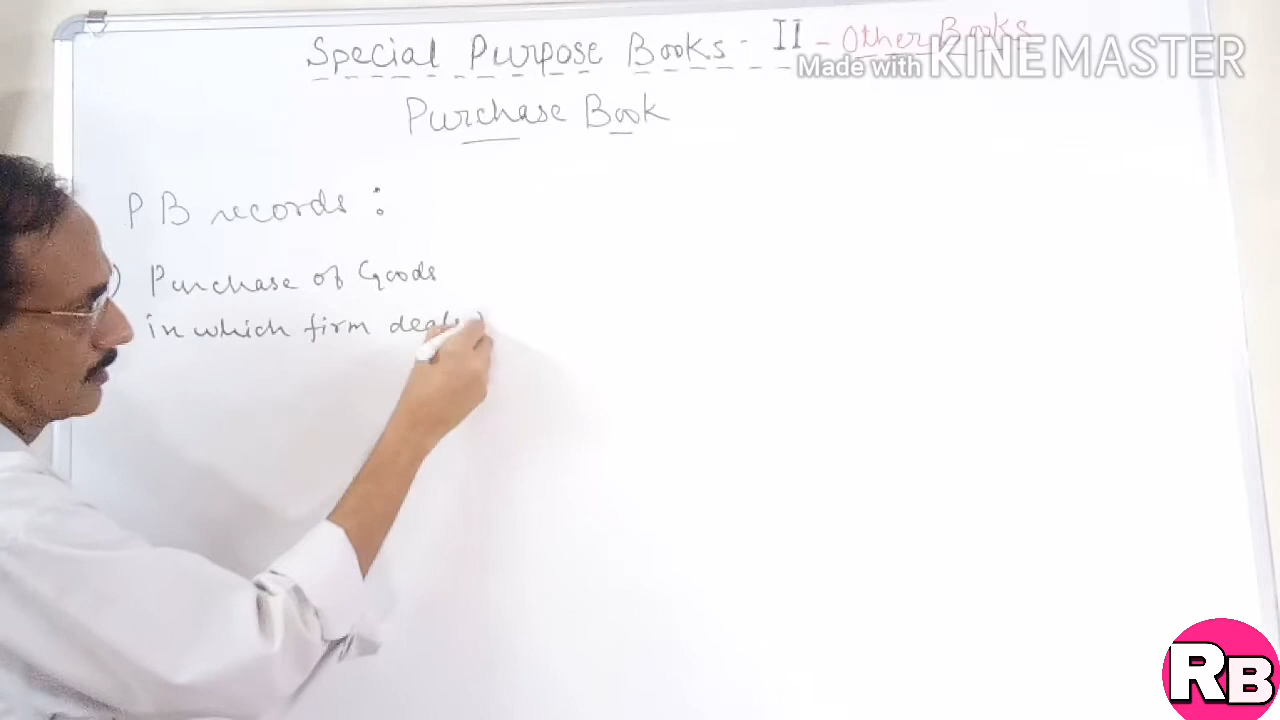 Special Purpose Books - II - Other Books
Made with KINEMASTER
Purchase Book
P B records :
) Purchase of Goods
in which firm deals
RB